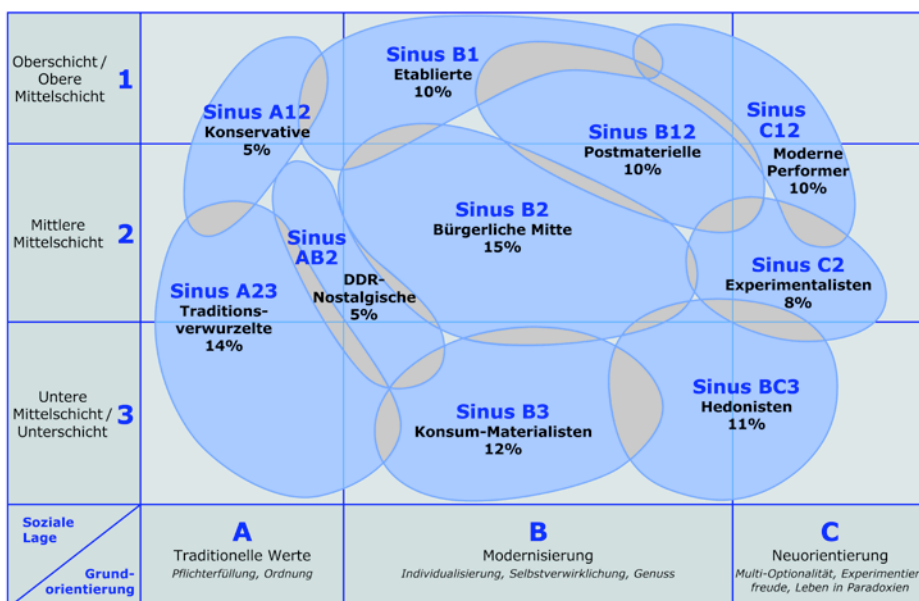 Oberschicht /
Obere
Mittelschicht
1
Sinus B1
Etablierte
10%
Sinus A12
Konservative
5%
Sinus B12
Postmaterielle
10%
Sinus
C12
Moderne
Performer
10%
Mittlere
Mittelschicht
2
Sinus
AB2
DDR-
Nostalgische
5%
Sinus B2
Bürgerliche Mitte
15%
Sinus C2
Experimentalisten
8%
Sinus A23
Traditions-
verwurzelte
14%
Untere
Mittelschicht /
Unterschicht
3
Sinus B3
Konsum-Materialisten
12%
Sinus BC3
Hedonisten
11%
Soziale
Lage
Grund-
orientierung
A
Traditionelle Werte
Pflichterfüllung, Ordnung
B
Modernisierung
Individualisierung, Selbstverwirklichung, Genuss
C
Neuorientierung
Multi-Optionalität, Experimentier
freude, Leben in Paradoxien